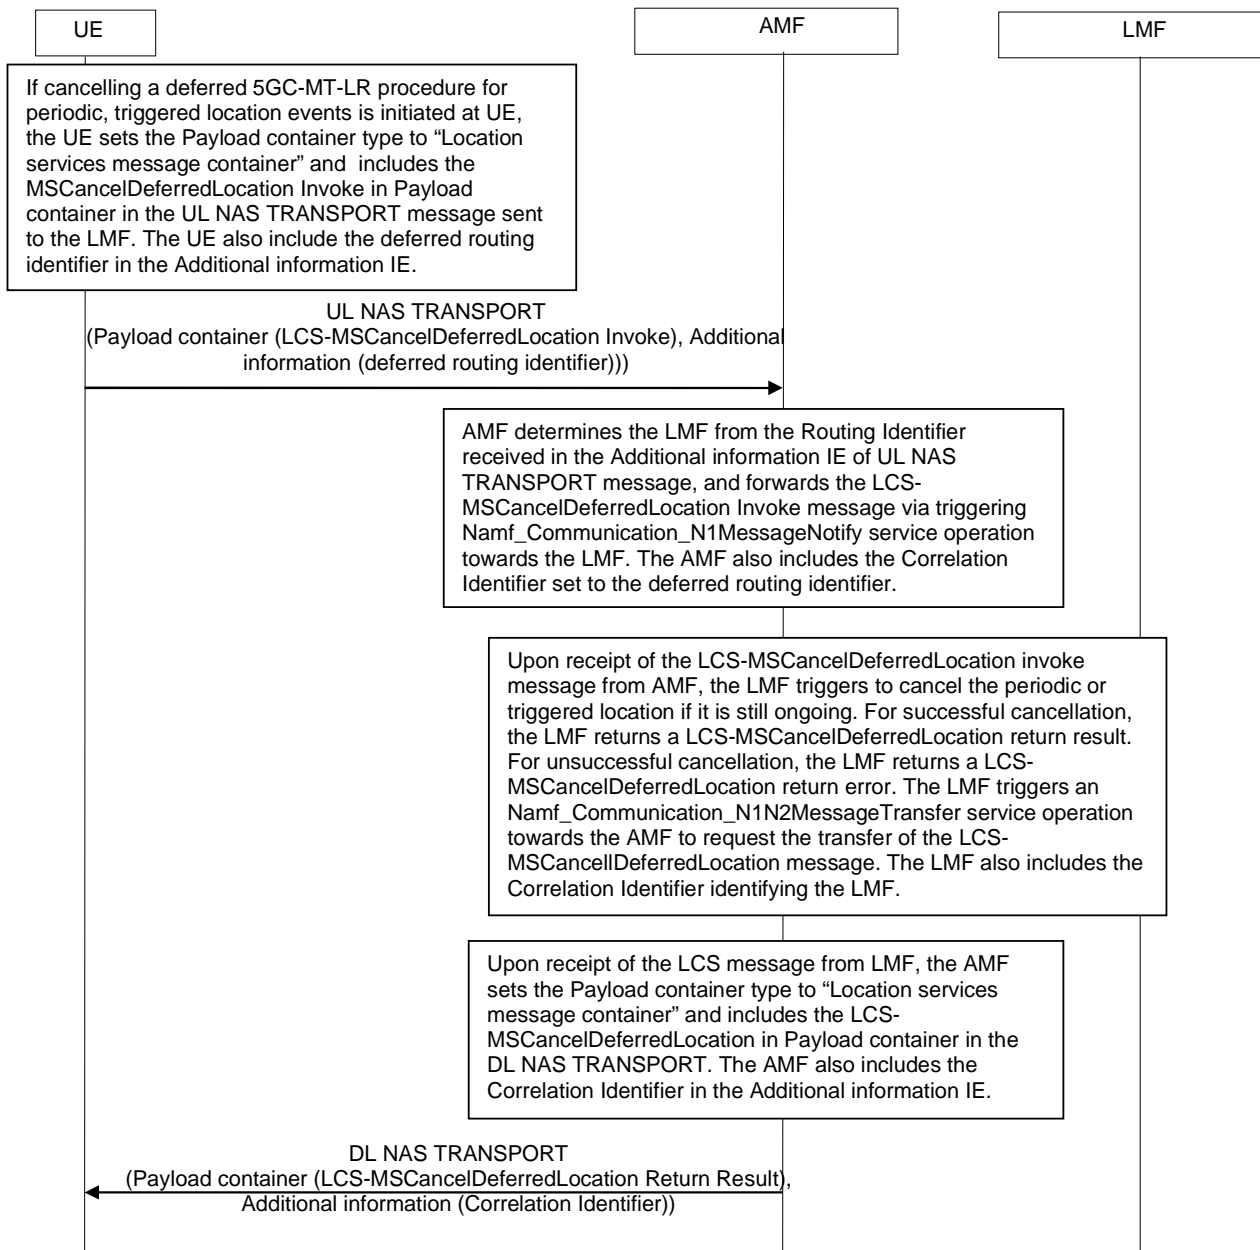 UE
AMF
LMF
If cancelling a deferred 5GC-MT-LR procedure for
periodic, triggered location events is initiated at UE,
the UE sets the Payload container type to “Location
services message container” and  includes the
MSCancelDeferredLocation Invoke in Payload
container in the UL NAS TRANSPORT message sent
to the LMF. The UE also include the deferred routing
identifier in the Additional information IE.
UL NAS TRANSPORT
(Payload container (LCS-MSCancelDeferredLocation Invoke), Additional
information (deferred routing identifier)))
AMF determines the LMF from the Routing Identifier
received in the Additional information IE of UL NAS
TRANSPORT message, and forwards the LCS-
MSCancelDeferredLocation Invoke message via triggering
Namf_Communication_N1MessageNotify service operation
towards the LMF. The AMF also includes the Correlation
Identifier set to the deferred routing identifier.
Upon receipt of the LCS-MSCancelDeferredLocation invoke
message from AMF, the LMF triggers to cancel the periodic or
triggered location if it is still ongoing. For successful cancellation,
the LMF returns a LCS-MSCancelDeferredLocation return result.
For unsuccessful cancellation, the LMF returns a LCS-
MSCancelDeferredLocation return error. The LMF triggers an
Namf_Communication_N1N2MessageTransfer service operation
towards the AMF to request the transfer of the LCS-
MSCancellDeferredLocation message. The LMF also includes the
Correlation Identifier identifying the LMF.
Upon receipt of the LCS message from LMF, the AMF
sets the Payload container type to “Location services
message container” and includes the LCS-
MSCancelDeferredLocation in Payload container in the
DL NAS TRANSPORT. The AMF also includes the
Correlation Identifier in the Additional information IE.
DL NAS TRANSPORT
(Payload container (LCS-MSCancelDeferredLocation Return Result),
Additional information (Correlation Identifier))